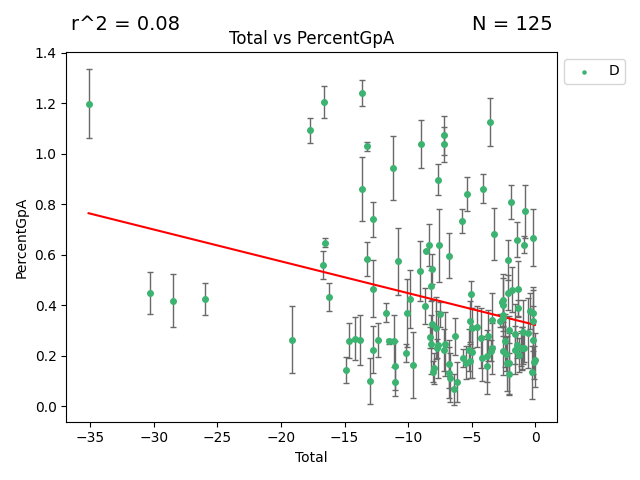 r^2 = 0.08 N = 125
Total vs PercentGpA
D
PercentGpA
1.4
1.2
1.0
0.8
0.6
0.4
0.2
0.0
−35 −30 −25 −20 −15 −10 −5 0
Total